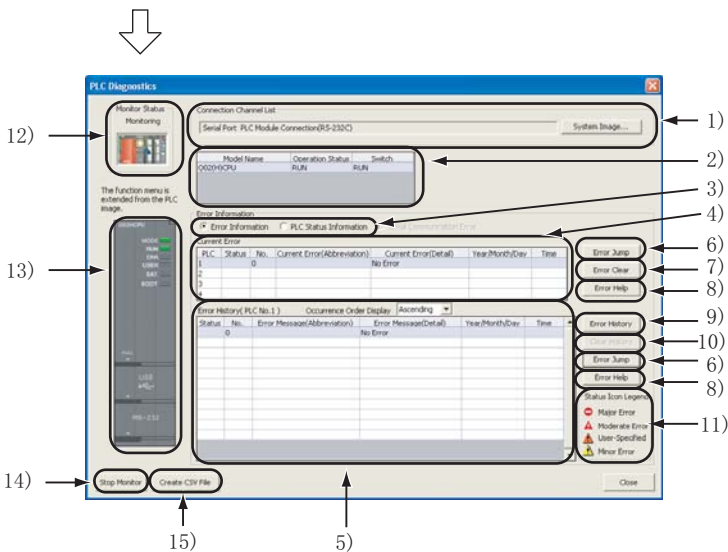 PLC Diagnostics
Monitor Status
Monitoring
Connection Channel List
Serial Port PLC Module Connection(RS-232C)
System Image...
12)
1)
Model Name Operation Status Switch
Q02(H)CPU RUN RUN
2)
The function menu is
extended from the PLC
image.
3)
4)
Error Information
Error Information PLC Status Information
Current Error
PLC Status No. Current Error(Abbreviation) Current Error(Detail) Year/Month/Day Time
1 0 No Error
2
3
4
Error Jump
6)
Error Clear
7)
Error Help
8)
MODE
RUN
ERR.
USER
BAT.
BOOT
13)
Error History( PLC No.1 ) Occurrence Order Display Ascending
Status No. Error Message(Abbreviation) Error Message(Detail) Year/Month/Day Time
0 No Error
Error History
9)
Clear History
10)
Error Jump
6)
Error Help
8)
USB
RS-232
Status Icon Legend
Major Error
Moderate Error
User-Specified
Minor Error
11)
14)
Stop Monitor
Create CSV File
Close
15)
5)